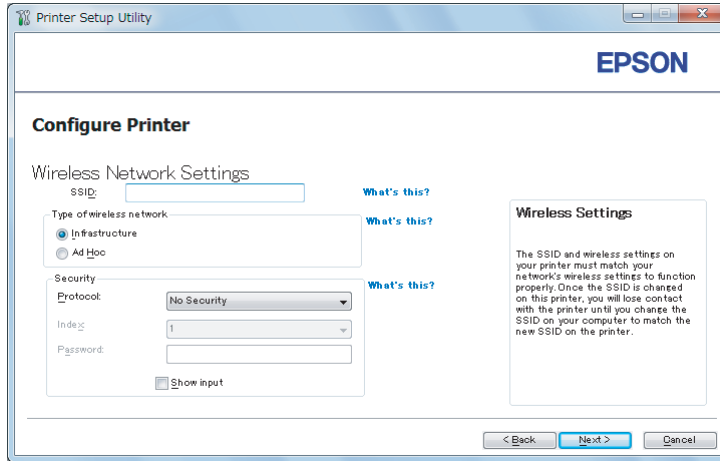 Printer Setup Utility
EPSON
Configure Printer
Wireless Network Settings
SSID:
What's this?
Type of wireless network
What's this?
Infrastructure
Ad Hoc
Security
What's this?
Protocol:
No Security
Index:
1
Password:
Show input
Wireless Settings
The SSID and wireless settings on
your printer must match your
network's wireless settings to function
properly. Once the SSID is changed
on this printer, you will lose contact
with the printer until you change the
SSID on your computer to match the
new SSID on the printer.
< Back
Next >
Cancel